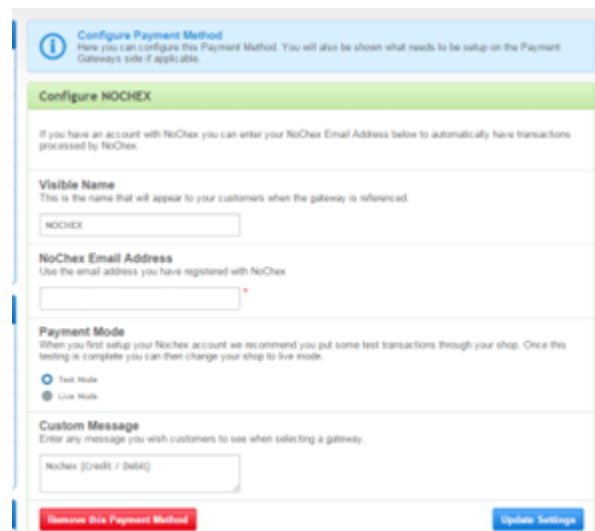 Configure Payment Method
Here you can configure this Payment Method. You will also be shown what needs to be setup on the Payment
Gateways side if applicable.
Configure NOCHEX
If you have an account with NoChex you can enter your NoChex Email Address below to automatically have transactions
processed by NoChex.
Visible Name
This is the name that will appear to your customers when the gateway is referenced.
NOCHEX
NoChex Email Address
Use the email address you have registered with NoChex
*
Payment Mode
When you first setup your Nochex account we recommend you put some test transactions through your shop. Once this
testing is complete you can then change your shop to live mode.
Test Mode
Live Mode
Custom Message
Enter any message you wish customers to see when selecting a gateway.
Nochex (Credit / Debit)
Remove this Payment Method
Update Settings